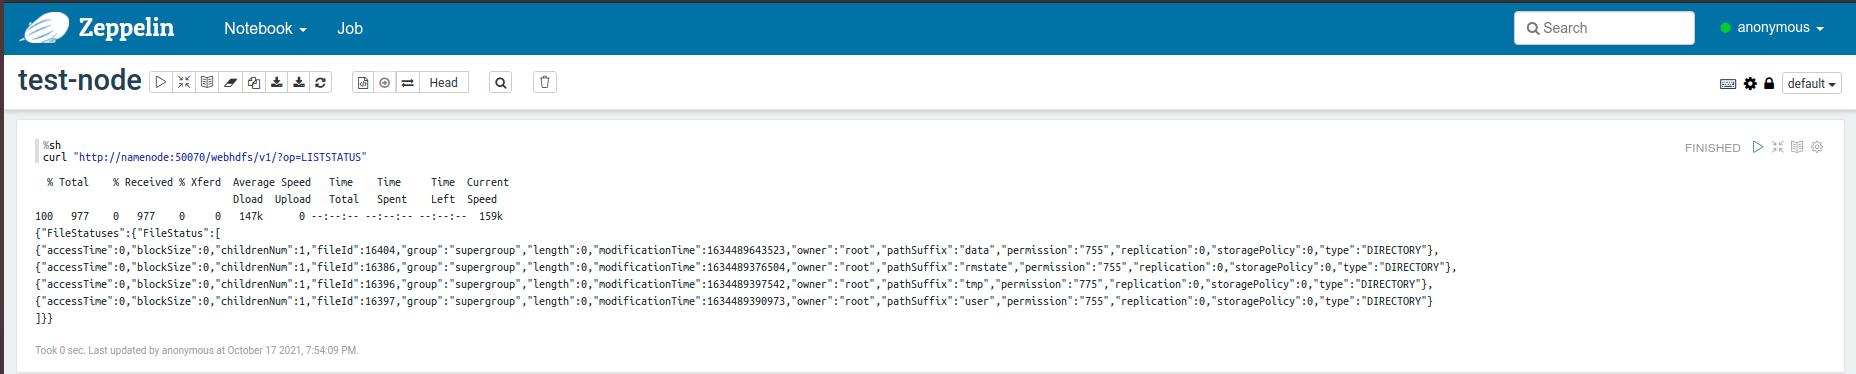 Zeppelin
Notebook
Job
Search
anonymous
test-node
Head
default
%sh
curl "http://namenode:50070/webhdfs/v1/?op=LISTSTATUS"
FINISHED
% Total    % Received % Xferd  Average Speed   Time    Time     Time  Current
Dload  Upload   Total   Spent    Left  Speed
100   977    0   977    0     0   147k      0 --:--:-- --:--:-- --:--:--  159k
{"FileStatuses":{"FileStatus":[
{"accessTime":0,"blockSize":0,"childrenNum":1,"fileId":16404,"group":"supergroup","length":0,"modificationTime":1634489643523,"owner":"root","pathSuffix":"data","permission":"755","replication":0,"storagePolicy":0,"type":"DIRECTORY"},
{"accessTime":0,"blockSize":0,"childrenNum":1,"fileId":16386,"group":"supergroup","length":0,"modificationTime":1634489376504,"owner":"root","pathSuffix":"rmstate","permission":"755","replication":0,"storagePolicy":0,"type":"DIRECTORY"},
{"accessTime":0,"blockSize":0,"childrenNum":1,"fileId":16396,"group":"supergroup","length":0,"modificationTime":1634489397542,"owner":"root","pathSuffix":"tmp","permission":"775","replication":0,"storagePolicy":0,"type":"DIRECTORY"},
{"accessTime":0,"blockSize":0,"childrenNum":1,"fileId":16397,"group":"supergroup","length":0,"modificationTime":1634489390973,"owner":"root","pathSuffix":"user","permission":"755","replication":0,"storagePolicy":0,"type":"DIRECTORY"}
]}}
Took 0 sec. Last updated by anonymous at October 17 2021, 7:54:09 PM.